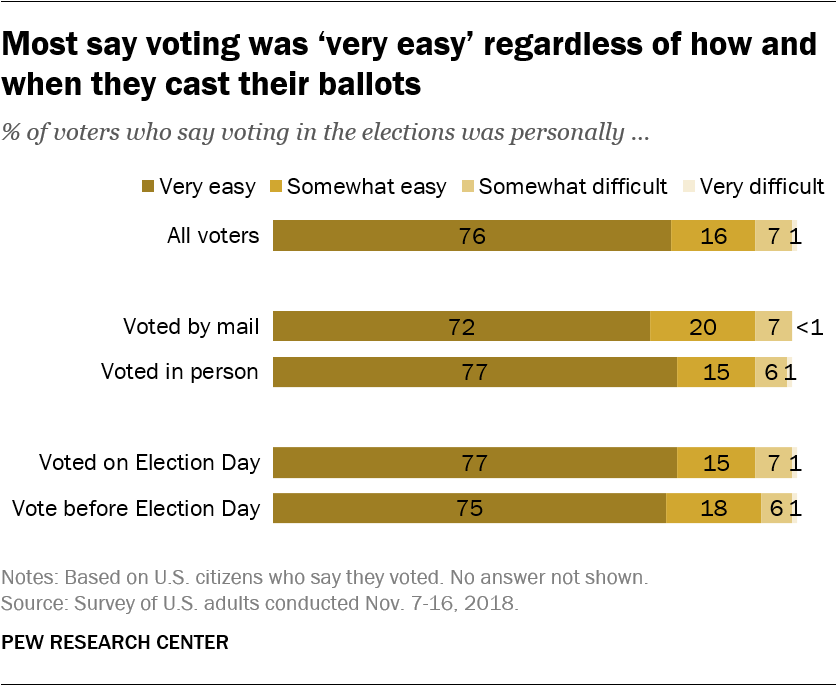 Most say voting was ‘very easy’ regardless of how and
when they cast their ballots
% of voters who say voting in the elections was personally ...
Very easy Somewhat easy Somewhat difficult Very difficult
All voters 76 16 7 1
Voted by mail 72 20 7 <1
Voted in person 77 15 6 1
Voted on Election Day 77 15 7 1
Vote before Election Day 75 18 6 1
Notes: Based on U.S. citizens who say they voted. No answer not shown.
Source: Survey of U.S. adults conducted Nov. 7-16, 2018.
PEW RESEARCH CENTER